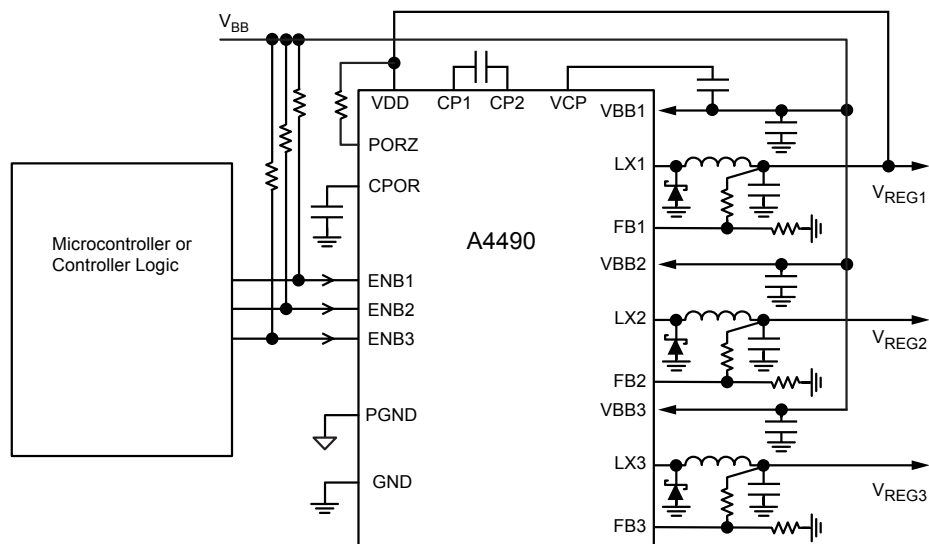 VBB
VDD
CP1
CP2
VCP
VBB1
PORZ
LX1
VREG1
CPOR
FB1
A4490
Microcontroller or
Controller Logic
VBB2
ENB1
ENB2
LX2
ENB3
VREG2
FB2
VBB3
PGND
LX3
GND
VREG3
FB3